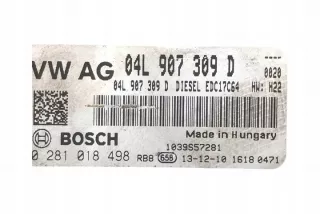 VW AG 04L 907 309 D
04L 907 309 D DIESEL EDC17C64 HW: H22
0020
BOSCH
Made in Hungary
1039S57281
0 281 018 498 RBB 656 13-12-10 1618 0471